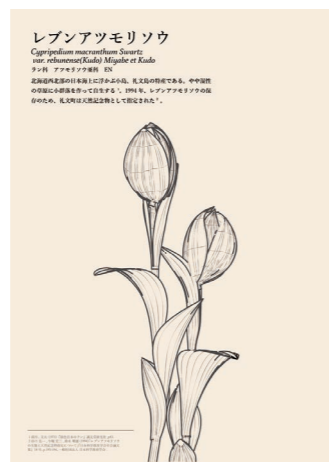 レブンアツモリソウ
Cypripedium macranthum Swartz
var. rebunense(Kudo) Miyabe et Kudo
ラン科　アツモリソウ亜科　EN
北海道西北部の日本海上に浮かぶ小島、礼文島の特産である。やや湿性
の草原に小群落を作って自生する¹。1994年、レブンアツモリソウの保
存のため、礼文町は天然記念物として指定された²。